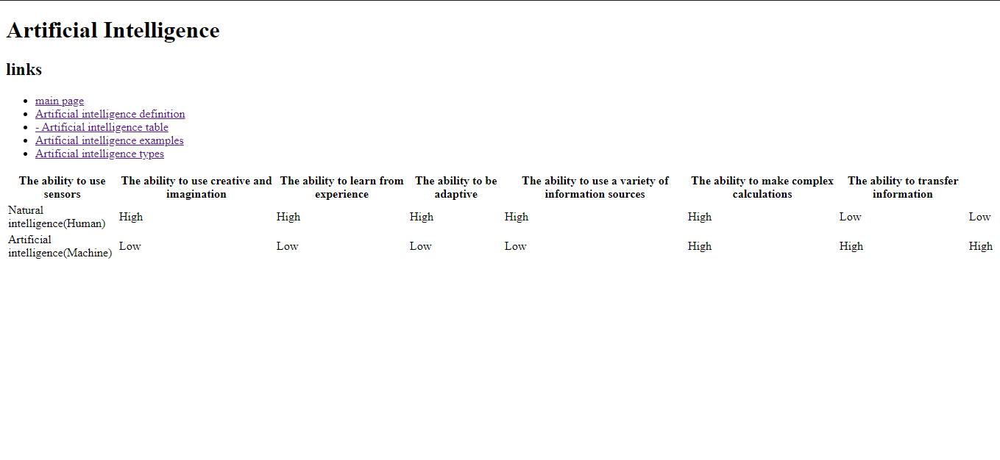 Artificial Intelligence
links
main page
Artificial intelligence definition
- Artificial intelligence table
Artificial intelligence examples
Artificial intelligence types
The ability to use sensors
The ability to use creative and imagination
The ability to learn from experience
The ability to be adaptive
The ability to use a variety of information sources
The ability to make complex calculations
The ability to transfer information
Natural intelligence(Human) High High High High High Low Low
Artificial intelligence(Machine) Low Low Low Low High High High